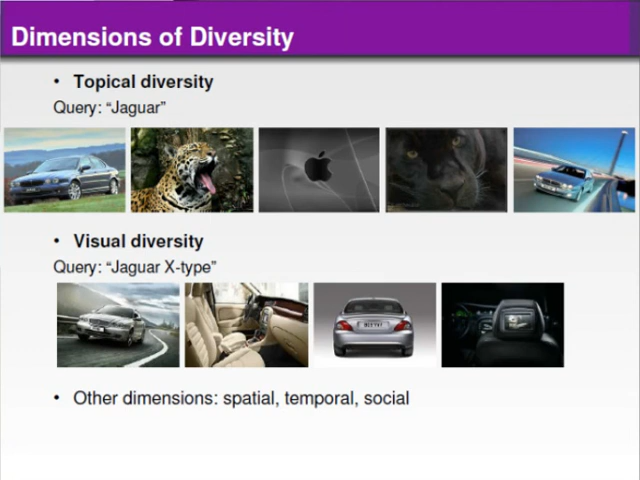 Dimensions of Diversity
• Topical diversity
Query: “Jaguar”
• Visual diversity
Query: “Jaguar X-type”
• Other dimensions: spatial, temporal, social